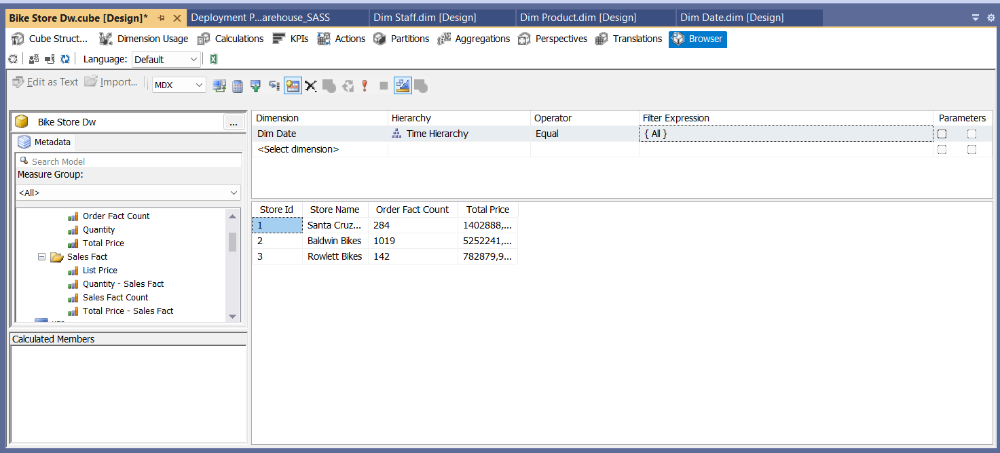 Bike Store Dw.cube [Design]* Deployment P...arehouse_SASS Dim Staff.dim [Design] Dim Product.dim [Design] Dim Date.dim [Design]
Cube Struct... Dimension Usage Calculations KPIs Actions Partitions Aggregations Perspectives Translations Browser
Language: Default
Edit as Text Import... MDX
Bike Store Dw ...
Metadata
Search Model
Measure Group:
<All>
Order Fact Count
Quantity
Total Price
Sales Fact
List Price
Quantity - Sales Fact
Sales Fact Count
Total Price - Sales Fact
Calculated Members
Dimension Hierarchy Operator Filter Expression Parameters
Dim Date Time Hierarchy Equal { All }
<Select dimension>
Store Id Store Name Order Fact Count Total Price
1 Santa Cruz... 284 1402888,...
2 Baldwin Bikes 1019 5252241,...
3 Rowlett Bikes 142 782879,9...